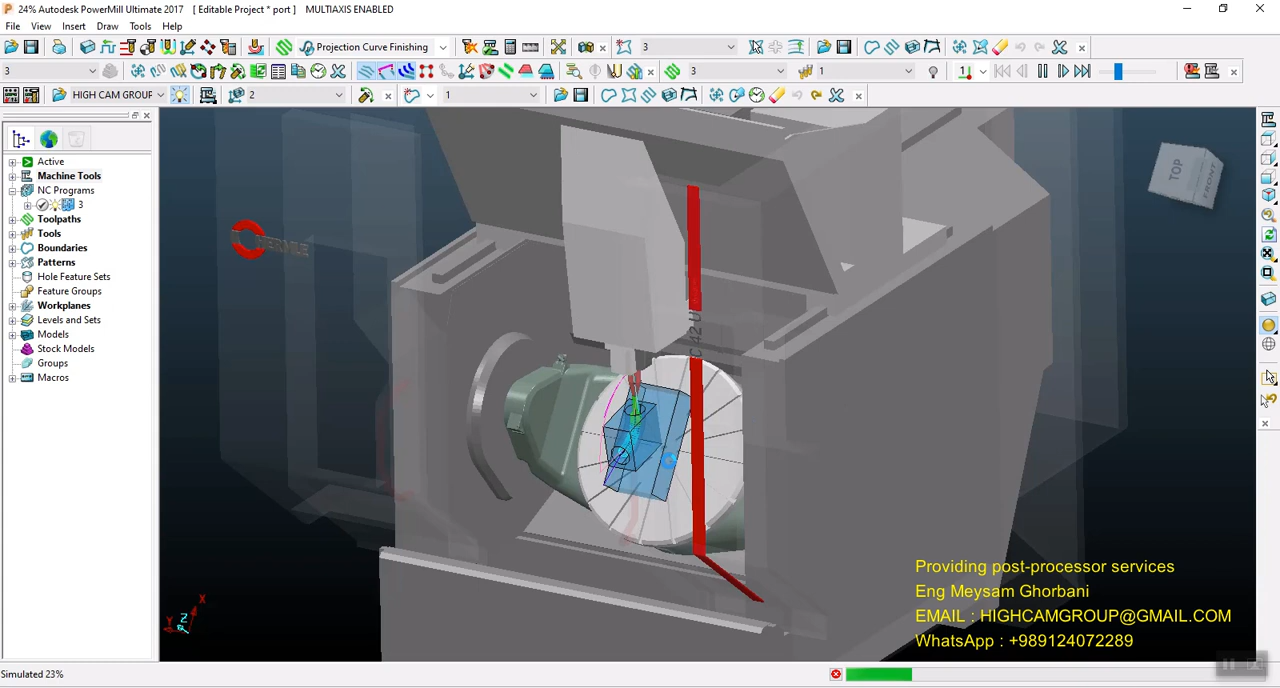 24% Autodesk PowerMill Ultimate 2017 [ Editable Project * port ] MULTIAXIS ENABLED
File View Insert Draw Tools Help
Projection Curve Finishing 3
3 3 1
HIGH CAM GROUP 2 1
Active
Machine Tools
NC Programs
3
Toolpaths
Tools
Boundaries
Patterns
Hole Feature Sets
Feature Groups
Workplanes
Levels and Sets
Models
Stock Models
Groups
Macros
HERMLE
C 42 U
TOP
FRONT
X
Y
Z
Providing post-processor services
Eng Meysam Ghorbani
EMAIL : HIGHCAMGROUP@GMAIL.COM
WhatsApp : +989124072289
Simulated 23%